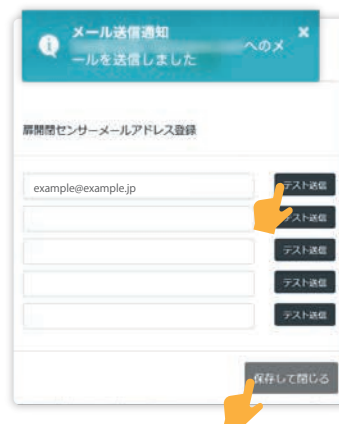 メール送信通知
へのメ
ールを送信しました
扉開閉センサーメールアドレス登録
example@example.jp
テスト送信
テスト送信
テスト送信
テスト送信
テスト送信
保存して閉じる